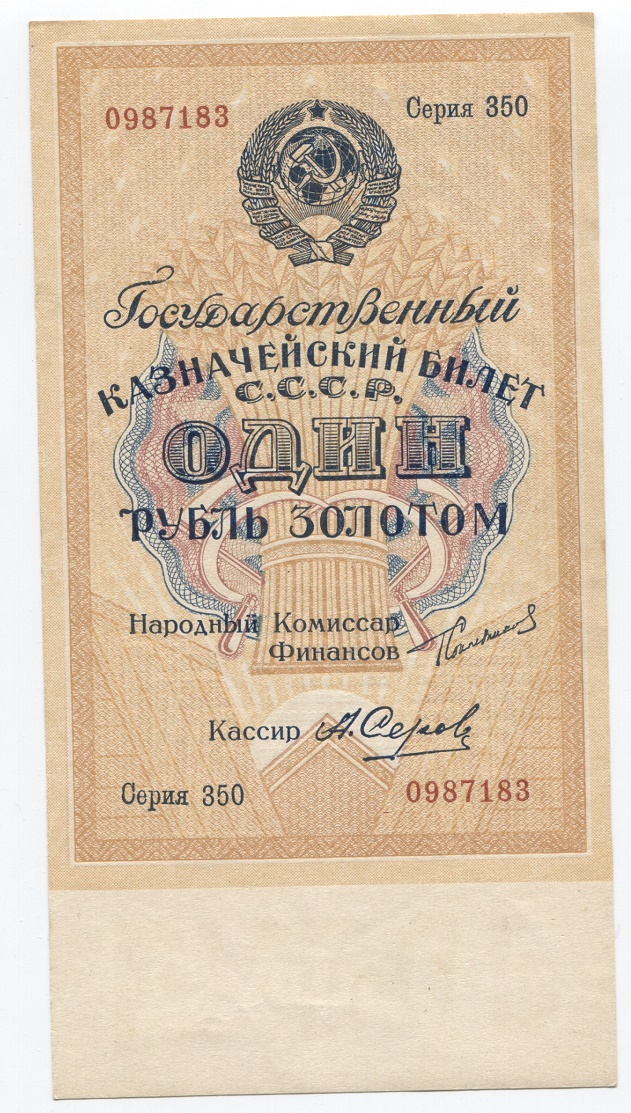 0987183 Серия 350
Государственный
КАЗНАЧЕЙСКИЙ БИЛЕТ
С.С.С.Р.
ОДИН
РУБЛЬ ЗОЛОТОМ
Народный Комиссар
Финансов
Кассир А. Серов
Серия 350 0987183